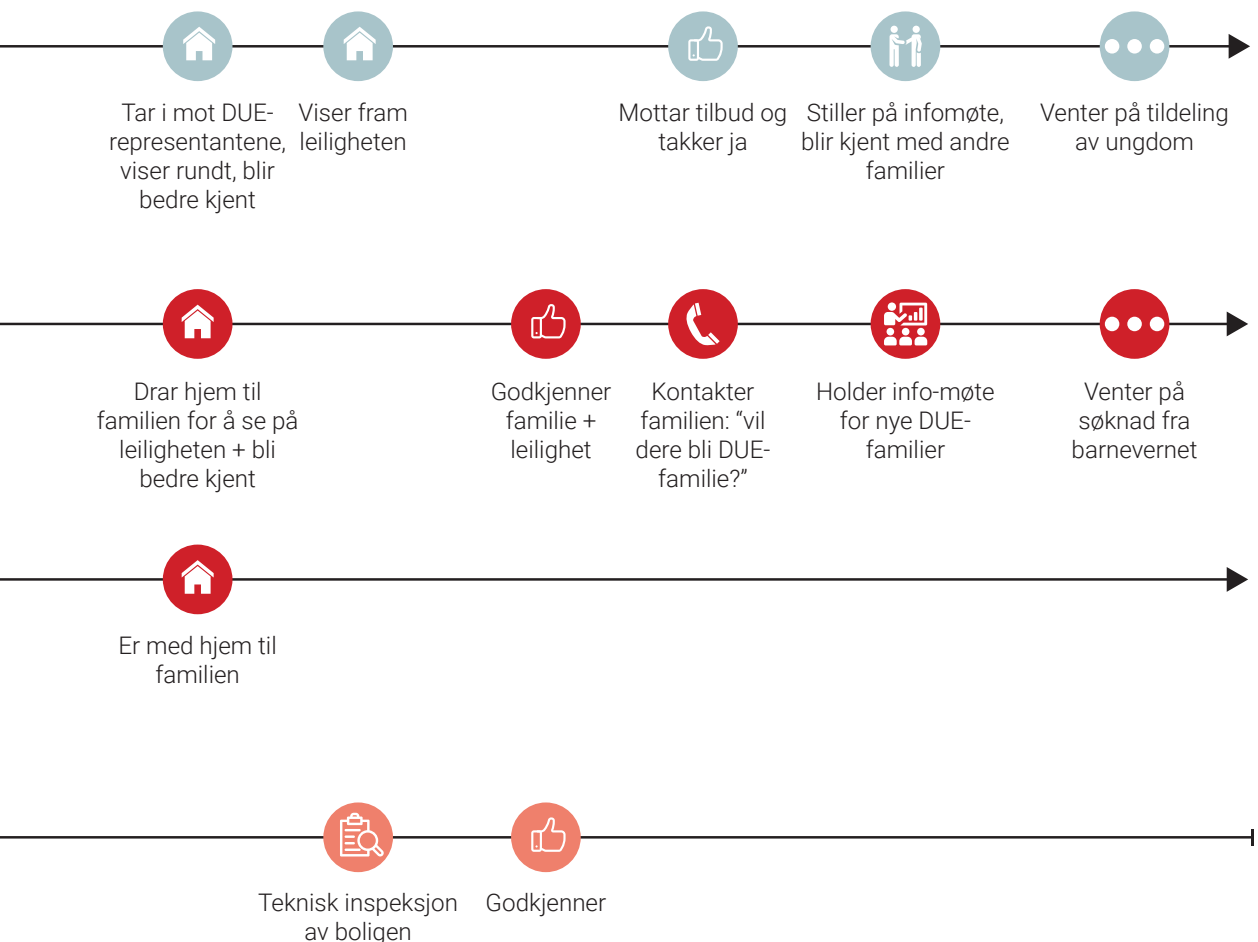 Tar i mot DUE-
representantene,
viser rundt, blir
bedre kjent
Viser fram
leiligheten
Mottar tilbud og
takker ja
Stiller på infomøte,
blir kjent med andre
familier
Venter på tildeling
av ungdom
Drar hjem til
familien for å se på
leiligheten + bli
bedre kjent
Godkjenner
familie +
leilighet
Kontakter
familien: “vil
dere bli DUE-
familie?”
Holder info-møte
for nye DUE-
familier
Venter på
søknad fra
barnevernet
Er med hjem til
familien
Teknisk inspeksjon
av boligen
Godkjenner